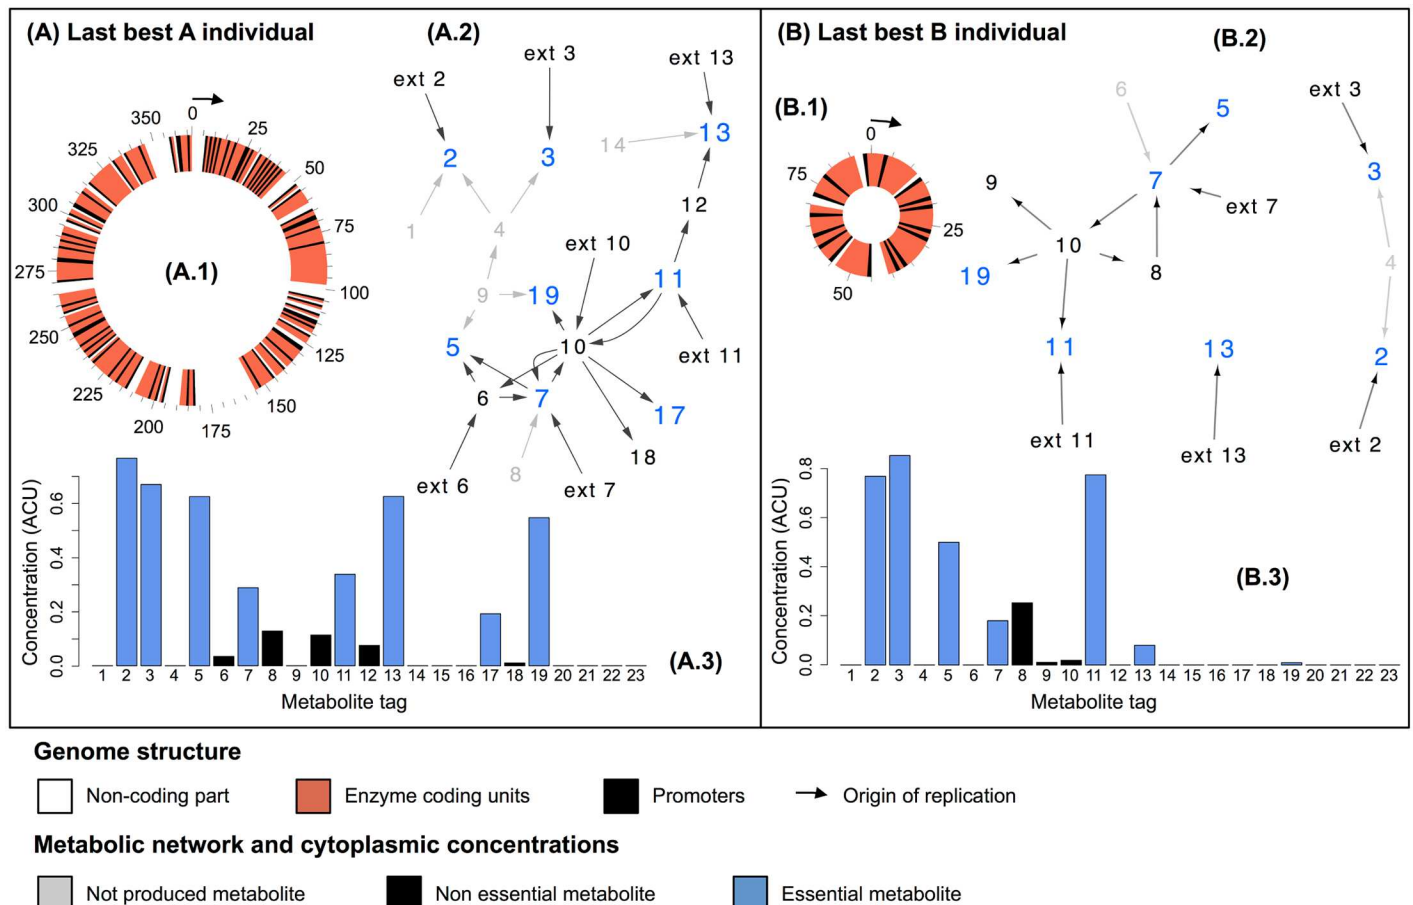 (A) Last best A individual
(A.2)
ext 2
ext 3
ext 13
2
3
14
13
1
4
12
ext 10
9
19
11
5
10
ext 11
6
7
17
18
ext 6
8
ext 7
0
25
50
75
100
125
150
175
200
225
250
275
300
325
350
(A.1)
Concentration (ACU)
0.0
0.2
0.4
0.6
1 2 3 4 5 6 7 8 9 10 11 12 13 14 15 16 17 18 19 20 21 22 23
Metabolite tag
(A.3)
(B) Last best B individual
(B.2)
(B.1)
0
25
50
75
6
5
ext 3
3
9
7
ext 7
10
8
4
19
11
13
2
ext 11
ext 13
ext 2
Concentration (ACU)
0.0
0.2
0.4
0.6
0.8
1 2 3 4 5 6 7 8 9 10 11 12 13 14 15 16 17 18 19 20 21 22 23
Metabolite tag
(B.3)
Genome structure
Non-coding part
Enzyme coding units
Promoters
Origin of replication
Metabolic network and cytoplasmic concentrations
Not produced metabolite
Non essential metabolite
Essential metabolite